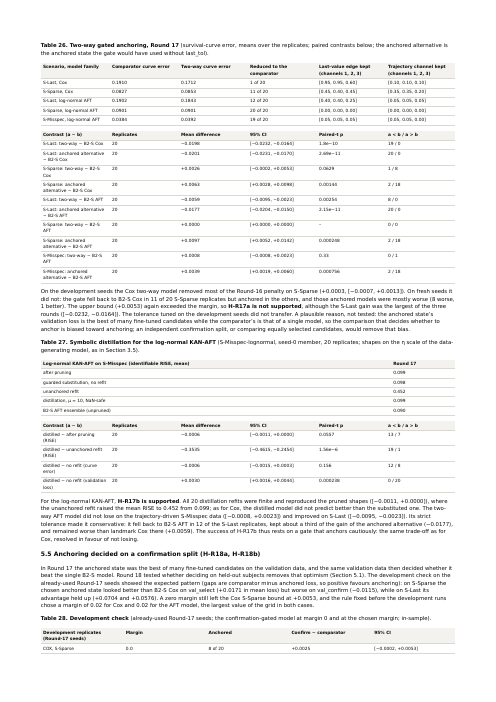 Table 26. Two-way gated anchoring, Round 17 (survival-curve error, means over the replicates; paired contrasts below; the anchored alternative is
the anchored state the gate would have used without last_tol).
Scenario, model family Comparator curve error Two-way curve error Reduced to the comparator Last-value edge kept (channels 1, 2, 3) Trajectory channel kept (channels 1, 2, 3)
S-Last, Cox 0.1910 0.1712 1 of 20 [0.95, 0.95, 0.60] [0.10, 0.10, 0.10]
S-Sparse, Cox 0.0827 0.0853 11 of 20 [0.45, 0.40, 0.45] [0.35, 0.35, 0.20]
S-Last, log-normal AFT 0.1902 0.1843 12 of 20 [0.40, 0.40, 0.25] [0.05, 0.05, 0.05]
S-Sparse, log-normal AFT 0.0901 0.0901 20 of 20 [0.00, 0.00, 0.00] [0.00, 0.00, 0.00]
S-Misspec, log-normal AFT 0.0384 0.0392 19 of 20 [0.05, 0.05, 0.05] [0.05, 0.05, 0.05]
Contrast (a − b) Replicates Mean difference 95% CI Paired-t p a < b / a > b
S-Last: two-way − B2-S Cox 20 −0.0198 [−0.0232, −0.0164] 1.8e−10 19 / 0
S-Last: anchored alternative − B2-S Cox 20 −0.0201 [−0.0231, −0.0170] 2.69e−11 20 / 0
S-Sparse: two-way − B2-S Cox 20 +0.0026 [−0.0002, +0.0053] 0.0629 1 / 8
S-Sparse: anchored alternative − B2-S Cox 20 +0.0063 [+0.0028, +0.0098] 0.00144 2 / 18
S-Last: two-way − B2-S AFT 20 −0.0059 [−0.0095, −0.0023] 0.00254 8 / 0
S-Last: anchored alternative − B2-S AFT 20 −0.0177 [−0.0204, −0.0150] 2.15e−11 20 / 0
S-Sparse: two-way − B2-S AFT 20 +0.0000 [+0.0000, +0.0000] – 0 / 0
S-Sparse: anchored alternative − B2-S AFT 20 +0.0097 [+0.0052, +0.0142] 0.000248 2 / 18
S-Misspec: two-way − B2-S AFT 20 +0.0008 [−0.0008, +0.0023] 0.33 0 / 1
S-Misspec: anchored alternative − B2-S AFT 20 +0.0039 [+0.0019, +0.0060] 0.000756 2 / 18
On the development seeds the Cox two-way model removed most of the Round-16 penalty on S-Sparse (+0.0003, [−0.0007, +0.0013]). On fresh seeds it
did not: the gate fell back to B2-S Cox in 11 of 20 S-Sparse replicates but anchored in the others, and those anchored models were mostly worse (8 worse,
1 better). The upper bound (+0.0053) again exceeded the margin, so H-R17a is not supported, although the S-Last gain was the largest of the three
rounds ([−0.0232, −0.0164]). The tolerance tuned on the development seeds did not transfer. A plausible reason, not tested: the anchored state's
validation loss is the best of many fine-tuned candidates while the comparator's is that of a single model, so the comparison that decides whether to
anchor is biased toward anchoring; an independent confirmation split, or comparing equally selected candidates, would remove that bias.
Table 27. Symbolic distillation for the log-normal KAN-AFT (S-Misspec-lognormal, seed-0 member, 20 replicates; shapes on the η scale of the data-
generating model, as in Section 3.5).
Log-normal KAN-AFT on S-Misspec (identifiable RISE, mean) Round 17
after pruning 0.099
guarded substitution, no refit 0.098
unanchored refit 0.452
distillation, μ = 10, NaN-safe 0.099
B2-S AFT ensemble (unpruned) 0.090
Contrast (a − b) Replicates Mean difference 95% CI Paired-t p a < b / a > b
distilled − after pruning (RISE) 20 −0.0006 [−0.0011, +0.0000] 0.0557 13 / 7
distilled − unanchored refit (RISE) 20 −0.3535 [−0.4615, −0.2454] 1.56e−6 19 / 1
distilled − no refit (curve error) 20 −0.0006 [−0.0015, +0.0003] 0.156 12 / 8
distilled − no refit (validation loss) 20 +0.0030 [+0.0016, +0.0044] 0.000238 0 / 20
For the log-normal KAN-AFT, H-R17b is supported. All 20 distillation refits were finite and reproduced the pruned shapes ([−0.0011, +0.0000]), where
the unanchored refit raised the mean RISE to 0.452 from 0.099; as for Cox, the distilled model did not predict better than the substituted one. The two-
way AFT model did not lose on the trajectory-driven S-Misspec data ([−0.0008, +0.0023]) and improved on S-Last ([−0.0095, −0.0023]). Its strict
tolerance made it conservative: it fell back to B2-S AFT in 12 of the S-Last replicates, kept about a third of the gain of the anchored alternative (−0.0177),
and remained worse than landmark Cox there (+0.0059). The success of H-R17b thus rests on a gate that anchors cautiously: the same trade-off as for
Cox, resolved in favour of not losing.
5.5 Anchoring decided on a confirmation split (H-R18a, H-R18b)
In Round 17 the anchored state was the best of many fine-tuned candidates on the validation data, and the same validation data then decided whether it
beat the single B2-S model. Round 18 tested whether deciding on held-out subjects removes that optimism (Section 5.1). The development check on the
already-used Round-17 seeds showed the expected pattern (gaps are comparator minus anchored loss, so positive favours anchoring): on S-Sparse the
chosen anchored state looked better than B2-S Cox on val_select (+0.0171 in mean loss) but worse on val_confirm (−0.0115), while on S-Last its
advantage held up (+0.0704 and +0.0576). A zero margin still left the Cox S-Sparse bound at +0.0053, and the rule fixed before the development runs
chose a margin of 0.02 for Cox and 0.02 for the AFT model, the largest value of the grid in both cases.
Table 28. Development check (already-used Round-17 seeds; the confirmation-gated model at margin 0 and at the chosen margin; in-sample).
Development replicates (Round-17 seeds) Margin Anchored Confirm − comparator 95% CI
COX, S-Sparse 0.0 8 of 20 +0.0025 [−0.0002, +0.0053]